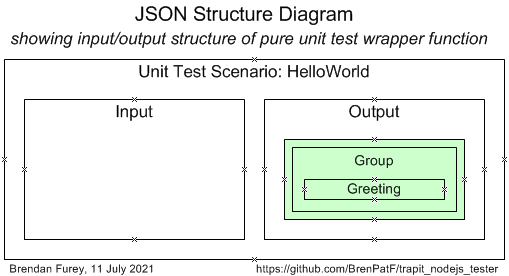 JSON Structure Diagram
showing input/output structure of pure unit test wrapper function
Unit Test Scenario: HelloWorld
Input
Output
Group
Greeting
Brendan Furey, 11 July 2021
https://github.com/BrenPatF/trapit_nodejs_tester